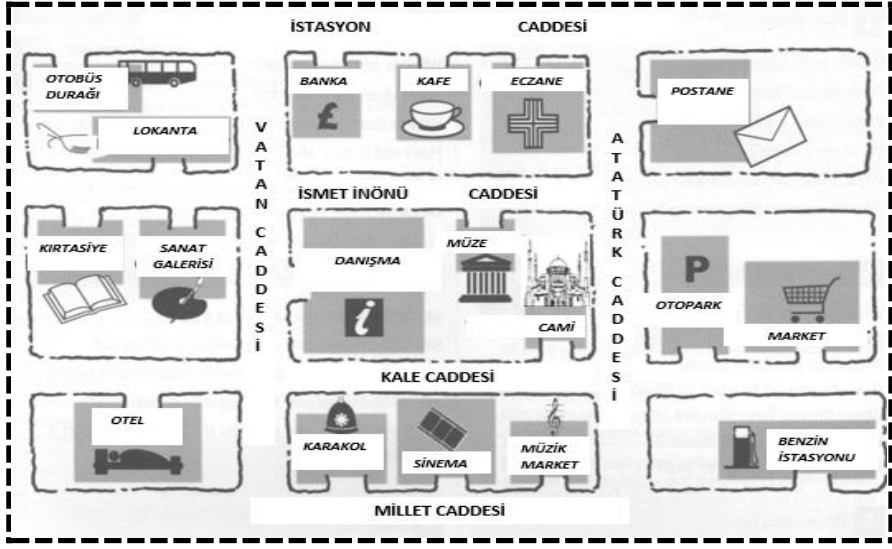 İSTASYON CADDESİ
OTOBÜS
DURAĞI
LOKANTA
VATAN CADDESİ
BANKA
£
KAFE
ECZANE
ATATÜRK CADDESİ
POSTANE
İSMET İNÖNÜ CADDESİ
KIRTASİYE
SANAT
GALERİSİ
DANIŞMA
i
MÜZE
CAMİ
P
OTOPARK
MARKET
KALE CADDESİ
OTEL
KARAKOL
SİNEMA
MÜZİK
MARKET
BENZİN
İSTASYONU
MİLLET CADDESİ